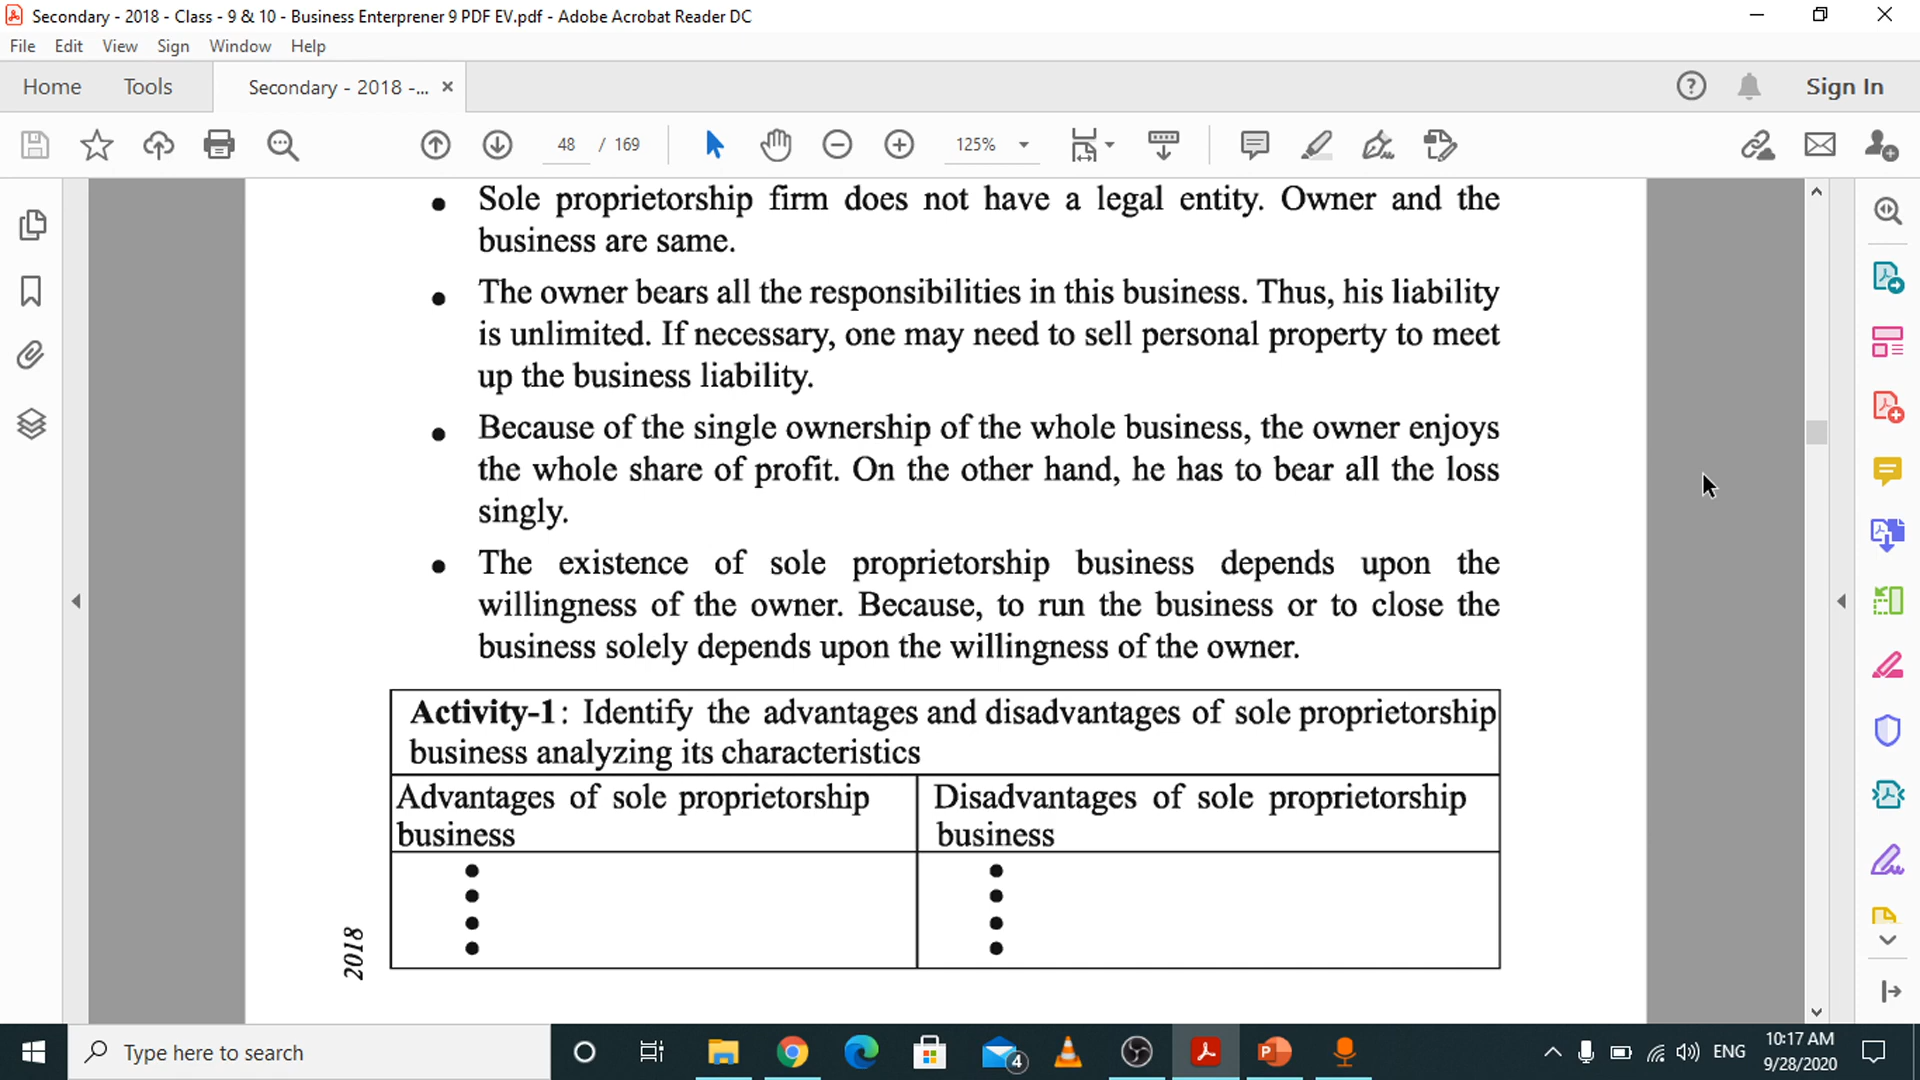 Secondary - 2018 - Class - 9 & 10 - Business Enterprener 9 PDF EV.pdf - Adobe Acrobat Reader DC
File Edit View Sign Window Help
Home Tools Secondary - 2018 -... × Sign In
48 / 169 125%
Sole proprietorship firm does not have a legal entity. Owner and the
business are same.
The owner bears all the responsibilities in this business. Thus, his liability
is unlimited. If necessary, one may need to sell personal property to meet
up the business liability.
Because of the single ownership of the whole business, the owner enjoys
the whole share of profit. On the other hand, he has to bear all the loss
singly.
The existence of sole proprietorship business depends upon the
willingness of the owner. Because, to run the business or to close the
business solely depends upon the willingness of the owner.
Activity-1: Identify the advantages and disadvantages of sole proprietorship
business analyzing its characteristics
Advantages of sole proprietorship
business
Disadvantages of sole proprietorship
business
2018
Type here to search
4
ENG
10:17 AM
9/28/2020